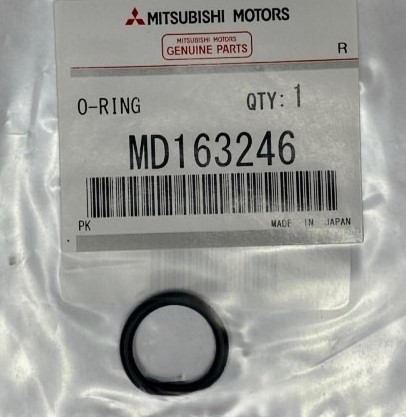 MITSUBISHI MOTORS
MITSUBISHI MOTORS
GENUINE PARTS
R
O-RING QTY: 1
MD163246
PK MADE IN JAPAN